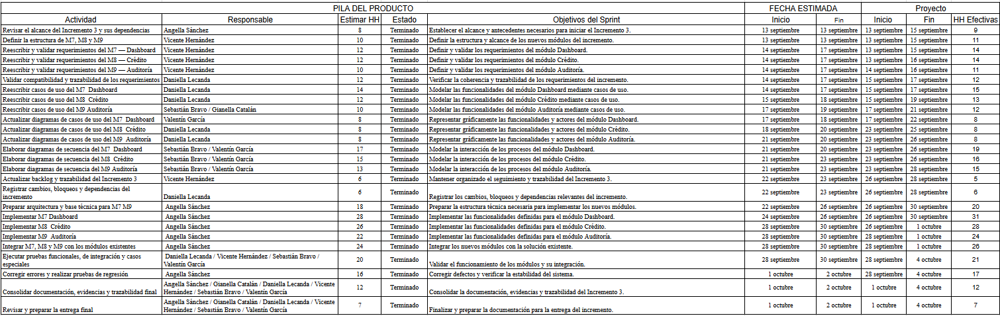 PILA DEL PRODUCTO FECHA ESTIMADA Proyecto
Actividad Responsable Estimar HH Estado Objetivos del Sprint Inicio Fin Inicio Fin HH Efectivas
Revisar el alcance del Incremento 3 y sus dependencias Angella Sánchez 8 Terminado Establecer el alcance y antecedentes necesarios para iniciar el Incremento 3. 13 septiembre 13 septiembre 13 septiembre 15 septiembre 9
Definir la estructura de M7, M8 y M9 Vicente Hernández 10 Terminado Definir la estructura y alcance de los nuevos módulos del incremento. 13 septiembre 13 septiembre 13 septiembre 15 septiembre 11
Reescribir y validar requerimientos del M7 — Dashboard Vicente Hernández 12 Terminado Definir y validar los requerimientos del módulo Dashboard. 14 septiembre 17 septiembre 13 septiembre 15 septiembre 14
Reescribir y validar requerimientos del M8 — Crédito Vicente Hernández 12 Terminado Definir y validar los requerimientos del módulo Crédito. 14 septiembre 17 septiembre 13 septiembre 16 septiembre 14
Reescribir y validar requerimientos del M9 — Auditoría Vicente Hernández 10 Terminado Definir y validar los requerimientos del módulo Auditoría. 14 septiembre 17 septiembre 14 septiembre 16 septiembre 11
Validar compatibilidad y trazabilidad de los requerimientos Daniella Lecanda 12 Terminado Verificar la coherencia y trazabilidad de los requerimientos del incremento. 14 septiembre 17 septiembre 15 septiembre 17 septiembre 12
Reescribir casos de uso del M7 Dashboard Daniella Lecanda 14 Terminado Modelar las funcionalidades del módulo Dashboard mediante casos de uso. 14 septiembre 17 septiembre 15 septiembre 17 septiembre 15
Reescribir casos de uso del M8 Crédito Daniella Lecanda 12 Terminado Modelar las funcionalidades del módulo Crédito mediante casos de uso. 15 septiembre 18 septiembre 15 septiembre 19 septiembre 13
Reescribir casos de uso del M9 Auditoría Sebastián Bravo / Gianella Catalán 10 Terminado Modelar las funcionalidades del módulo Auditoría mediante casos de uso. 17 septiembre 19 septiembre 17 septiembre 21 septiembre 12
Actualizar diagramas de casos de uso del M7 Dashboard Valentín García 8 Terminado Representar gráficamente las funcionalidades y actores del módulo Dashboard. 17 septiembre 18 septiembre 17 septiembre 22 septiembre 8
Actualizar diagramas de casos de uso del M8 Crédito Daniella Lecanda 8 Terminado Representar gráficamente las funcionalidades y actores del módulo Crédito. 18 septiembre 20 septiembre 23 septiembre 25 septiembre 8
Actualizar diagramas de casos de uso del M9 Auditoría Daniella Lecanda 8 Terminado Representar gráficamente las funcionalidades y actores del módulo Auditoría. 21 septiembre 20 septiembre 23 septiembre 26 septiembre 8
Elaborar diagramas de secuencia del M7 Dashboard Sebastián Bravo / Valentín García 17 Terminado Modelar la interacción de los procesos del módulo Dashboard. 21 septiembre 20 septiembre 23 septiembre 26 septiembre 19
Elaborar diagramas de secuencia del M8 Crédito Sebastián Bravo / Valentín García 15 Terminado Modelar la interacción de los procesos del módulo Crédito. 21 septiembre 20 septiembre 23 septiembre 26 septiembre 16
Elaborar diagramas de secuencia del M9 Auditoría Sebastián Bravo / Valentín García 13 Terminado Modelar la interacción de los procesos del módulo Auditoría. 21 septiembre 23 septiembre 23 septiembre 28 septiembre 15
Actualizar backlog y trazabilidad del Incremento 3 Vicente Hernández 6 Terminado Mantener organizado el seguimiento y trazabilidad del Incremento 3. 22 septiembre 23 septiembre 26 septiembre 28 septiembre 5
Registrar cambios, bloqueos y dependencias del
incremento Daniella Lecanda 6 Terminado Registrar los cambios, bloqueos y dependencias relevantes del incremento. 22 septiembre 23 septiembre 26 septiembre 28 septiembre 6
Preparar arquitectura y base técnica para M7 M9 Angella Sánchez 18 Terminado Preparar la estructura técnica necesaria para implementar los nuevos módulos. 22 septiembre 26 septiembre 26 septiembre 30 septiembre 20
Implementar M7 Dashboard Angella Sánchez 28 Terminado Implementar las funcionalidades definidas para el módulo Dashboard. 24 septiembre 26 septiembre 26 septiembre 30 septiembre 31
Implementar M8 Crédito Angella Sánchez 26 Terminado Implementar las funcionalidades definidas para el módulo Crédito. 28 septiembre 30 septiembre 28 septiembre 1 octubre 28
Implementar M9 Auditoría Angella Sánchez 22 Terminado Implementar las funcionalidades definidas para el módulo Auditoría. 28 septiembre 30 septiembre 28 septiembre 1 octubre 24
Integrar M7, M8 y M9 con los módulos existentes Angella Sánchez 24 Terminado Integrar los nuevos módulos con la solución existente. 28 septiembre 30 septiembre 28 septiembre 1 octubre 26
Ejecutar pruebas funcionales, de integración y casos
especiales Daniella Lecanda / Vicente Hernández / Sebastián Bravo /
Valentín García 20 Terminado Validar el funcionamiento de los módulos y su integración. 28 septiembre 30 septiembre 28 septiembre 4 octubre 21
Corregir errores y realizar pruebas de regresión Angella Sánchez 16 Terminado Corregir defectos y verificar la estabilidad del sistema. 1 octubre 2 octubre 28 septiembre 4 octubre 17
Consolidar documentación, evidencias y trazabilidad final Angella Sánchez / Gianella Catalán / Daniella Lecanda / Vicente
Hernández / Sebastián Bravo / Valentín García 12 Terminado Consolidar la documentación, evidencias y trazabilidad del Incremento 3. 1 octubre 2 octubre 1 octubre 4 octubre 12
Revisar y preparar la entrega final Angella Sánchez / Gianella Catalán / Daniella Lecanda / Vicente
Hernández / Sebastián Bravo / Valentín García 7 Terminado Finalizar y preparar la documentación para la entrega del incremento. 1 octubre 2 octubre 1 octubre 4 octubre 7